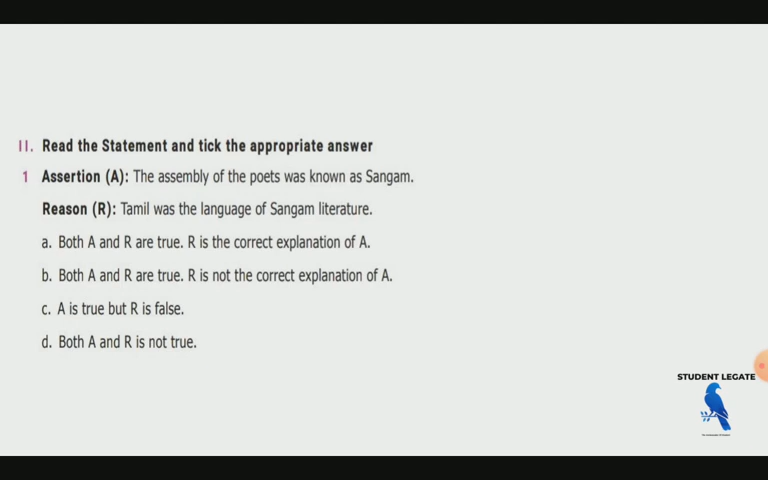 II. Read the Statement and tick the appropriate answer
1 Assertion (A): The assembly of the poets was known as Sangam.
Reason (R): Tamil was the language of Sangam literature.
a. Both A and R are true. R is the correct explanation of A.
b. Both A and R are true. R is not the correct explanation of A.
c. A is true but R is false.
d. Both A and R is not true.
STUDENT LEGATE